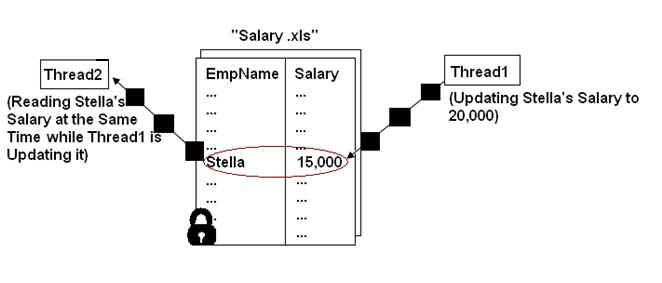 "Salary .xls"
Thread2
(Reading Stella's
Salary at the Same
Time while Thread1 is
Updating it)
EmpName Salary
... ...
... ...
... ...
... ...
Stella 15,000
... ...
... ...
... ...
... ...
Thread1
(Updating Stella's Salary to
20,000)